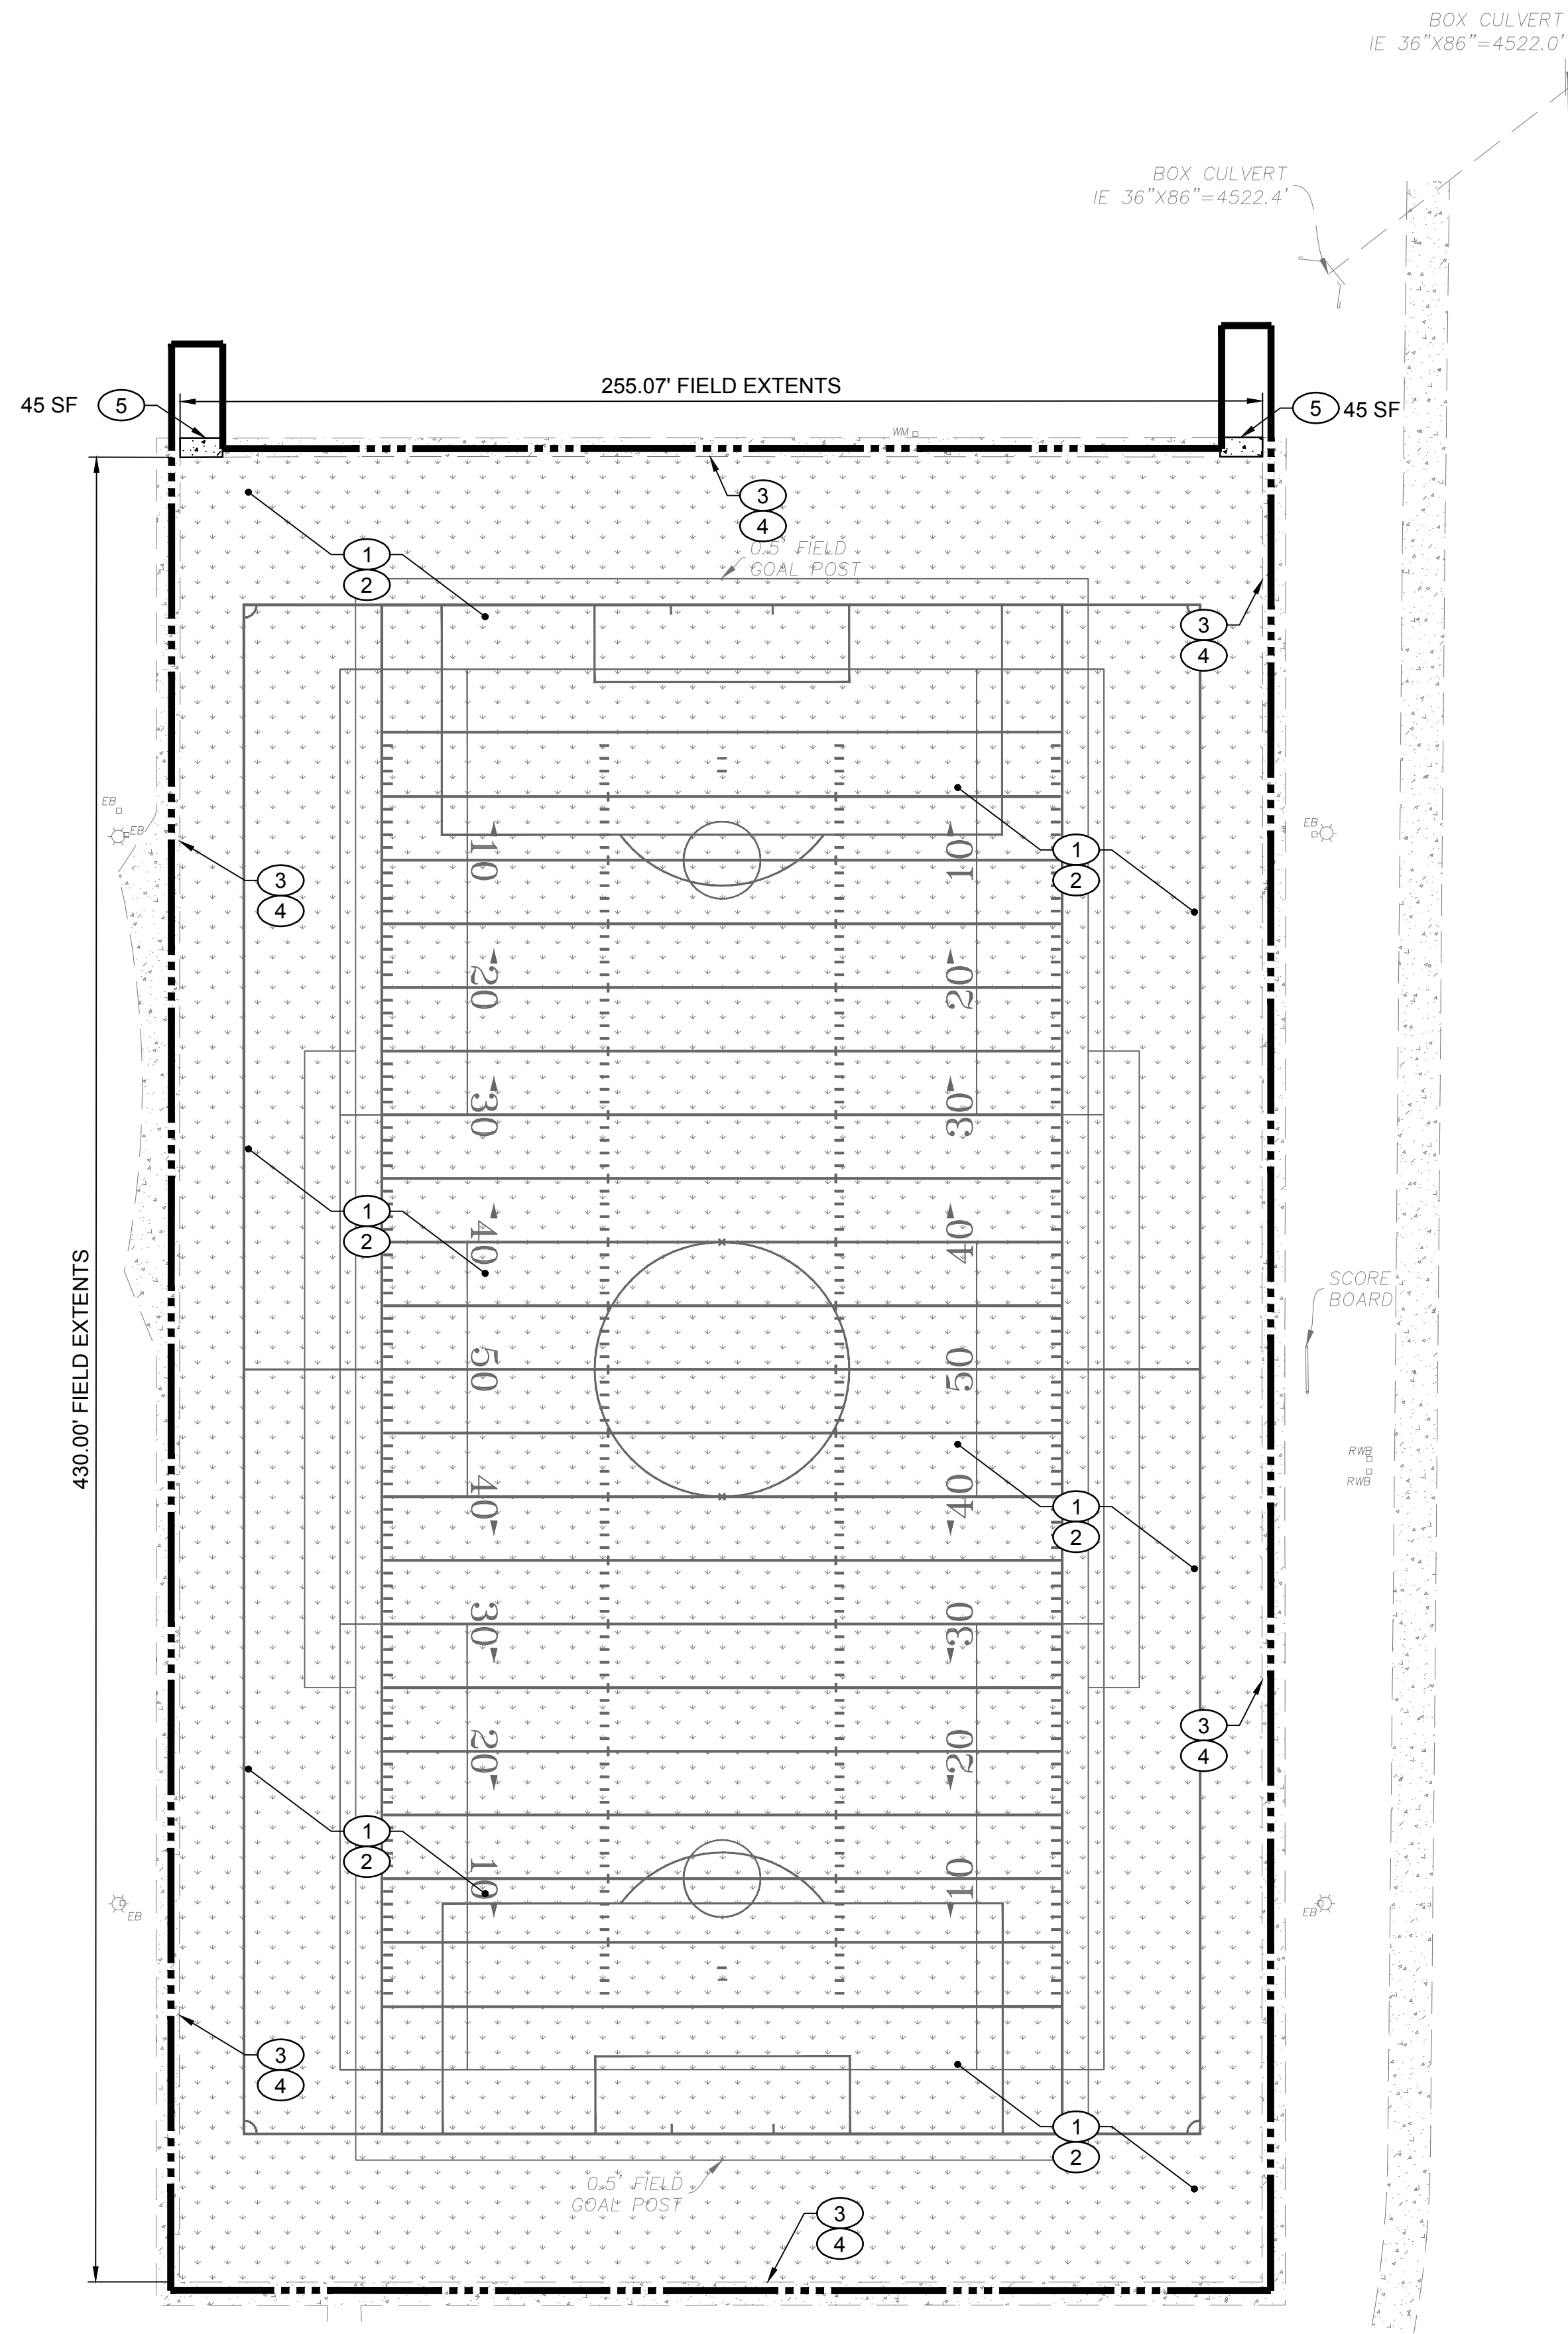 BOX CULVERT
IE 36"X86"=4522.0'
BOX CULVERT
IE 36"X86"=4522.4'
255.07' FIELD EXTENTS
45 SF 5
5 45 SF
WM
3
4
1
2
0.5' FIELD
GOAL POST
3
4
EB
EB
EB
10
10
1
2
3
4
20
20
30
30
1
2
40
40
430.00' FIELD EXTENTS
SCORE
BOARD
50
50
RWB
RWB
40
40
1
2
30
30
3
4
20
20
1
2
10
10
EB
EB
3
4
1
2
0.5' FIELD
GOAL POST
3
4